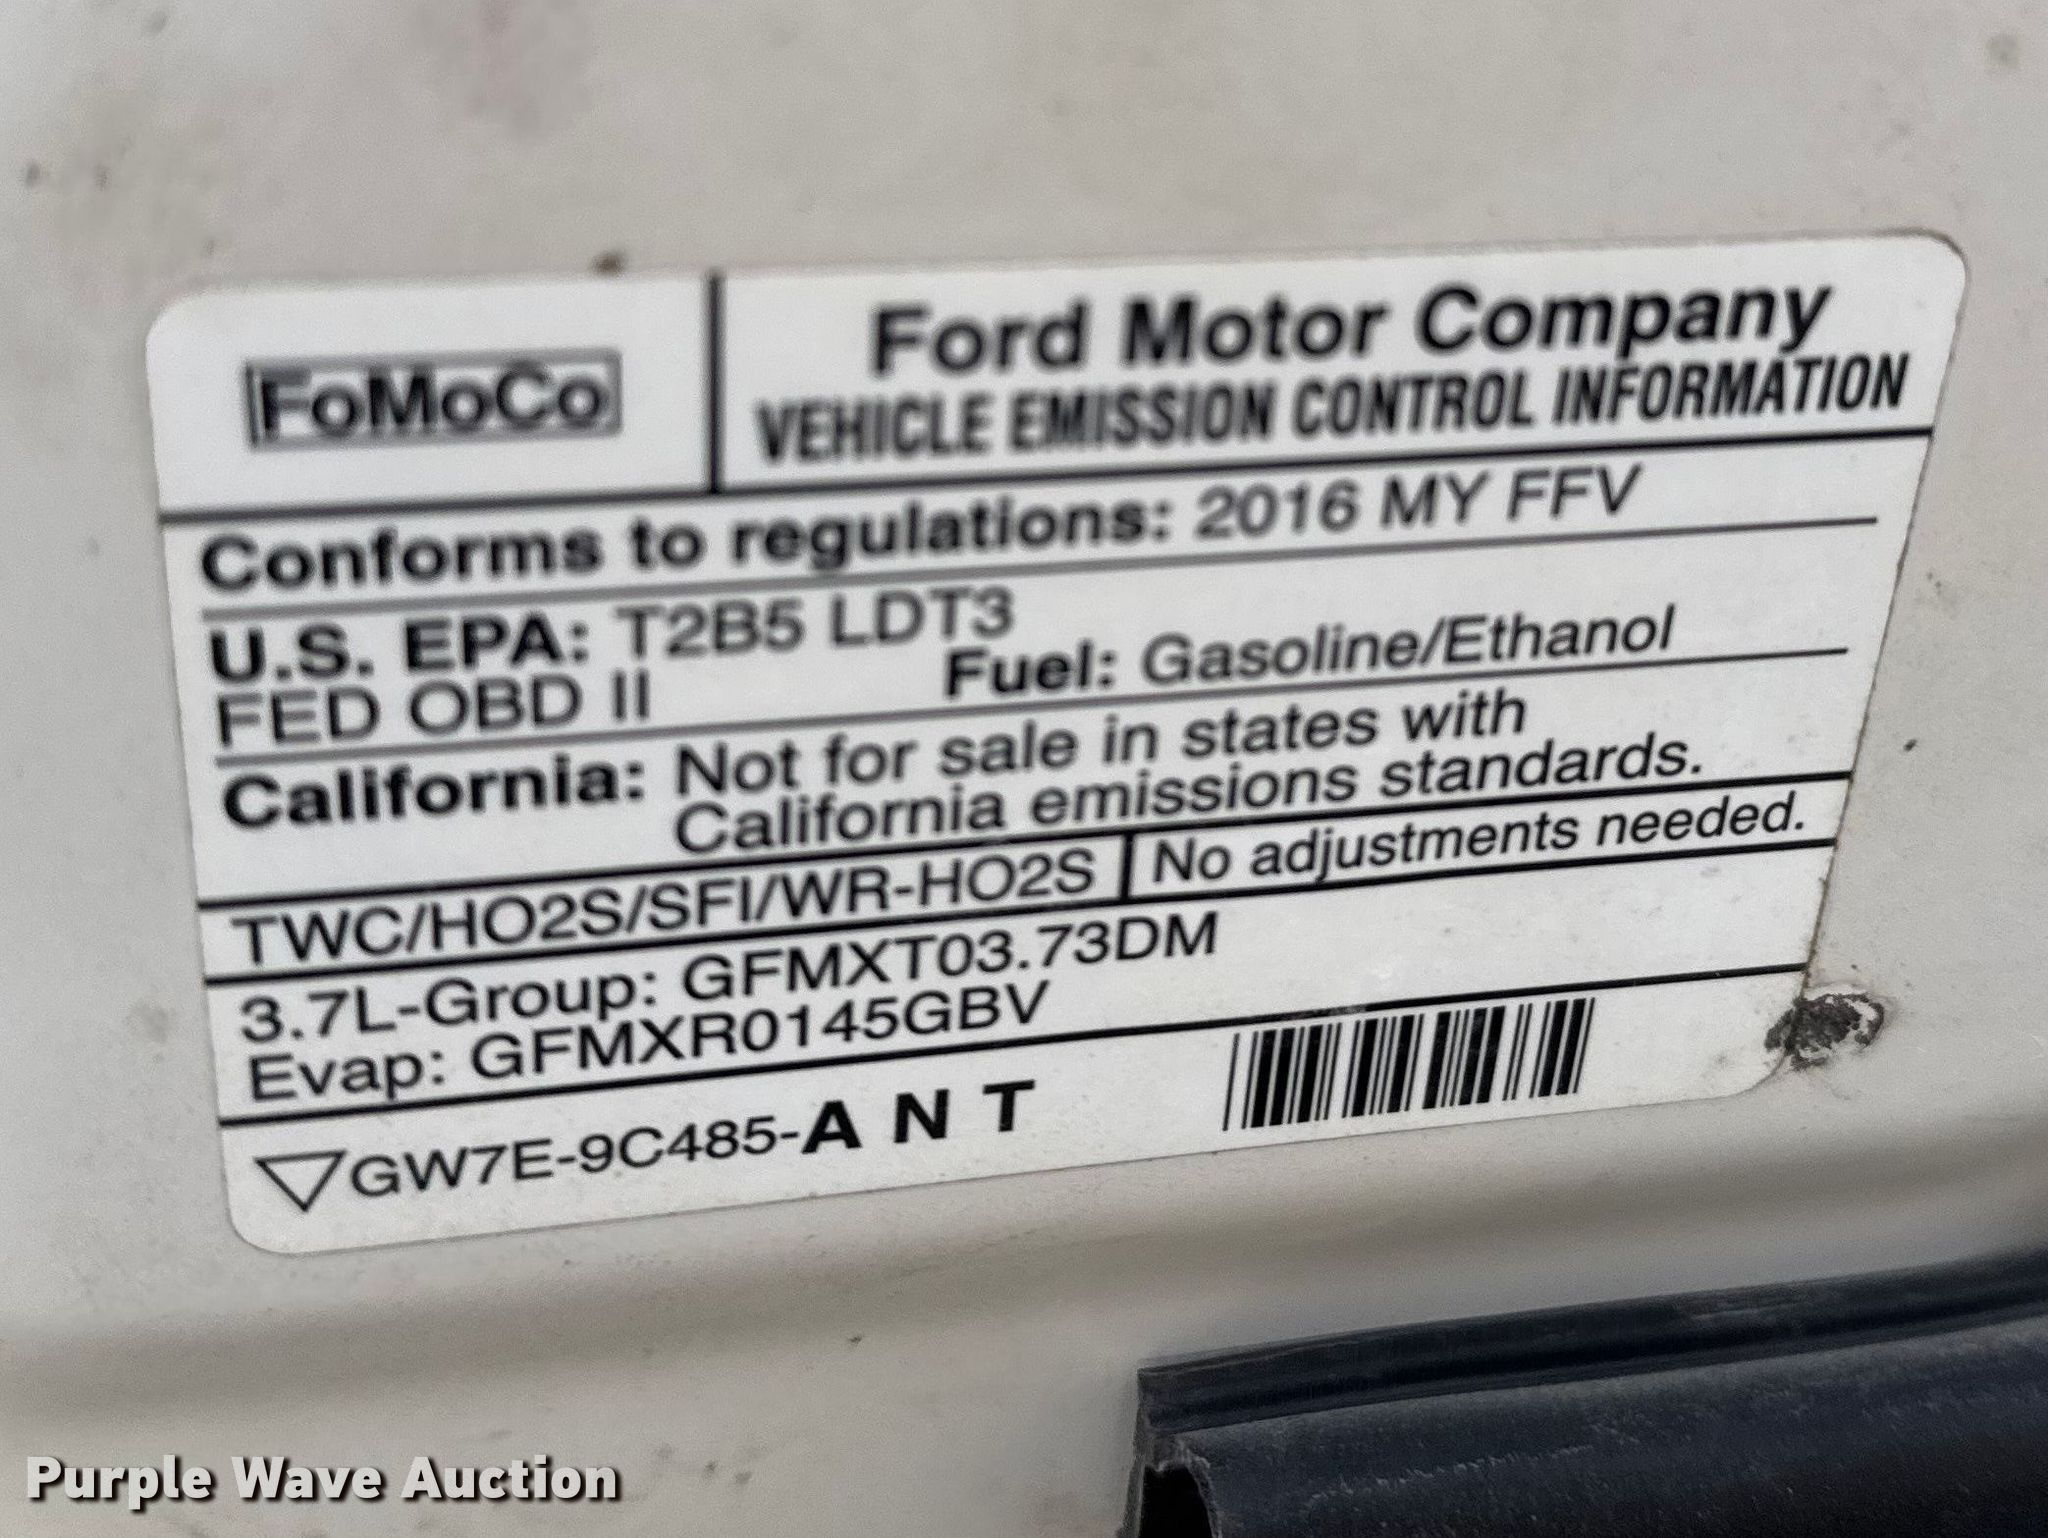 FoMoCo
Ford Motor Company
VEHICLE EMISSION CONTROL INFORMATION
Conforms to regulations: 2016 MY FFV
U.S. EPA: T2B5 LDT3
FED OBD II
Fuel: Gasoline/Ethanol
California: Not for sale in states with
California emissions standards.
TWC/HO2S/SFI/WR-HO2S
No adjustments needed.
3.7L-Group: GFMXT03.73DM
Evap: GFMXR0145GBV
GW7E-9C485-A N T
Purple Wave Auction